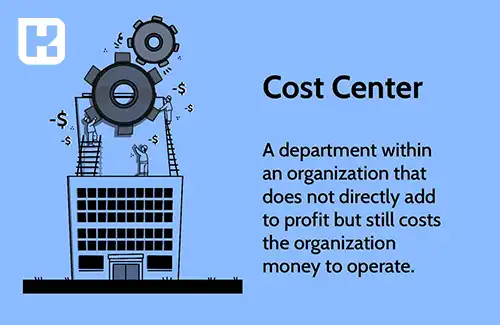 Cost Center
A department within
an organization that
does not directly add
to profit but still costs
the organization
money to operate.
-$
-$
-$
-$
-$